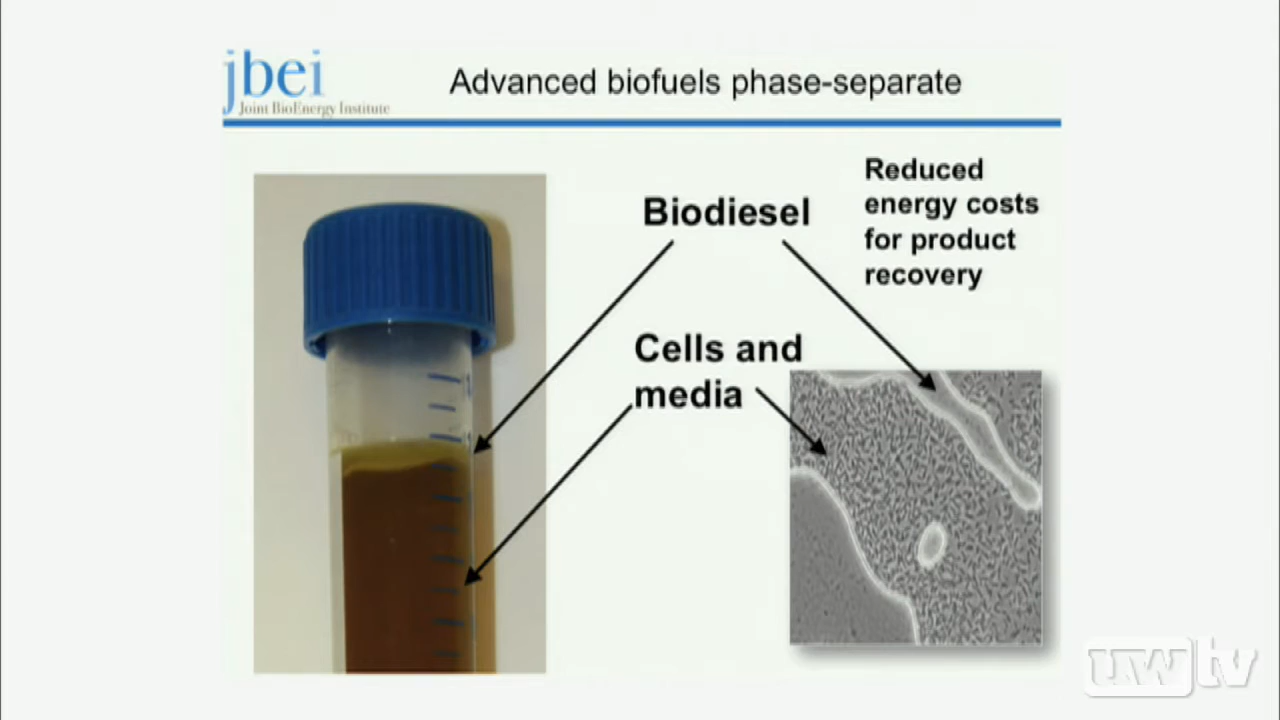 jbei
Joint BioEnergy Institute
Advanced biofuels phase-separate
Biodiesel
Reduced
energy costs
for product
recovery
Cells and
media
uwtv